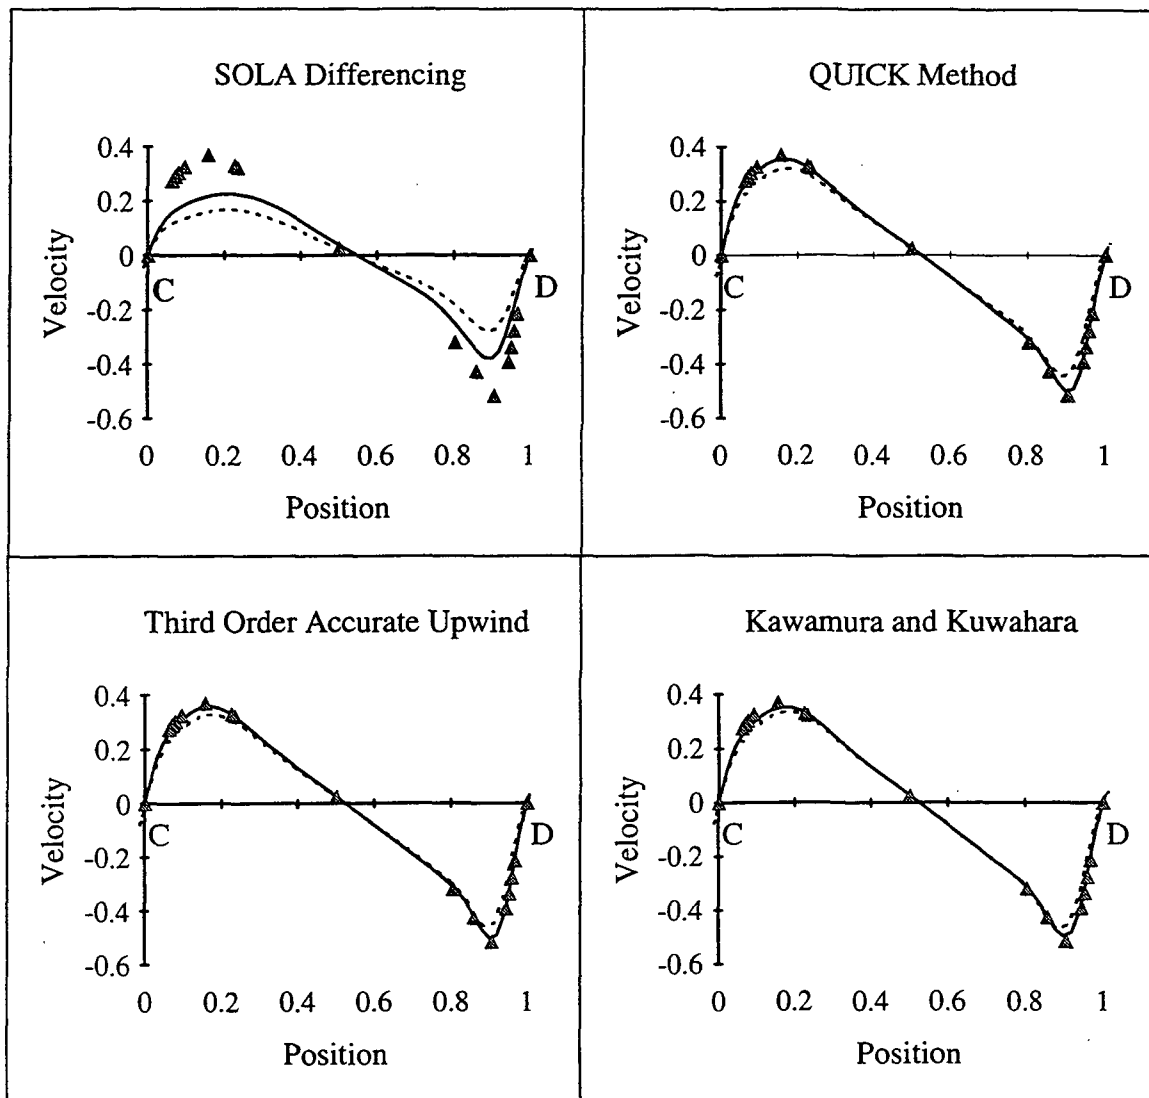 SOLA Differencing
0.4
0.2
0
-0.2
-0.4
-0.6
Velocity
C
D
0 0.2 0.4 0.6 0.8 1
Position
QUICK Method
0.4
0.2
0
-0.2
-0.4
-0.6
Velocity
C
D
0 0.2 0.4 0.6 0.8 1
Position
Third Order Accurate Upwind
0.4
0.2
0
-0.2
-0.4
-0.6
Velocity
C
D
0 0.2 0.4 0.6 0.8 1
Position
Kawamura and Kuwahara
0.4
0.2
0
-0.2
-0.4
-0.6
Velocity
C
D
0 0.2 0.4 0.6 0.8 1
Position